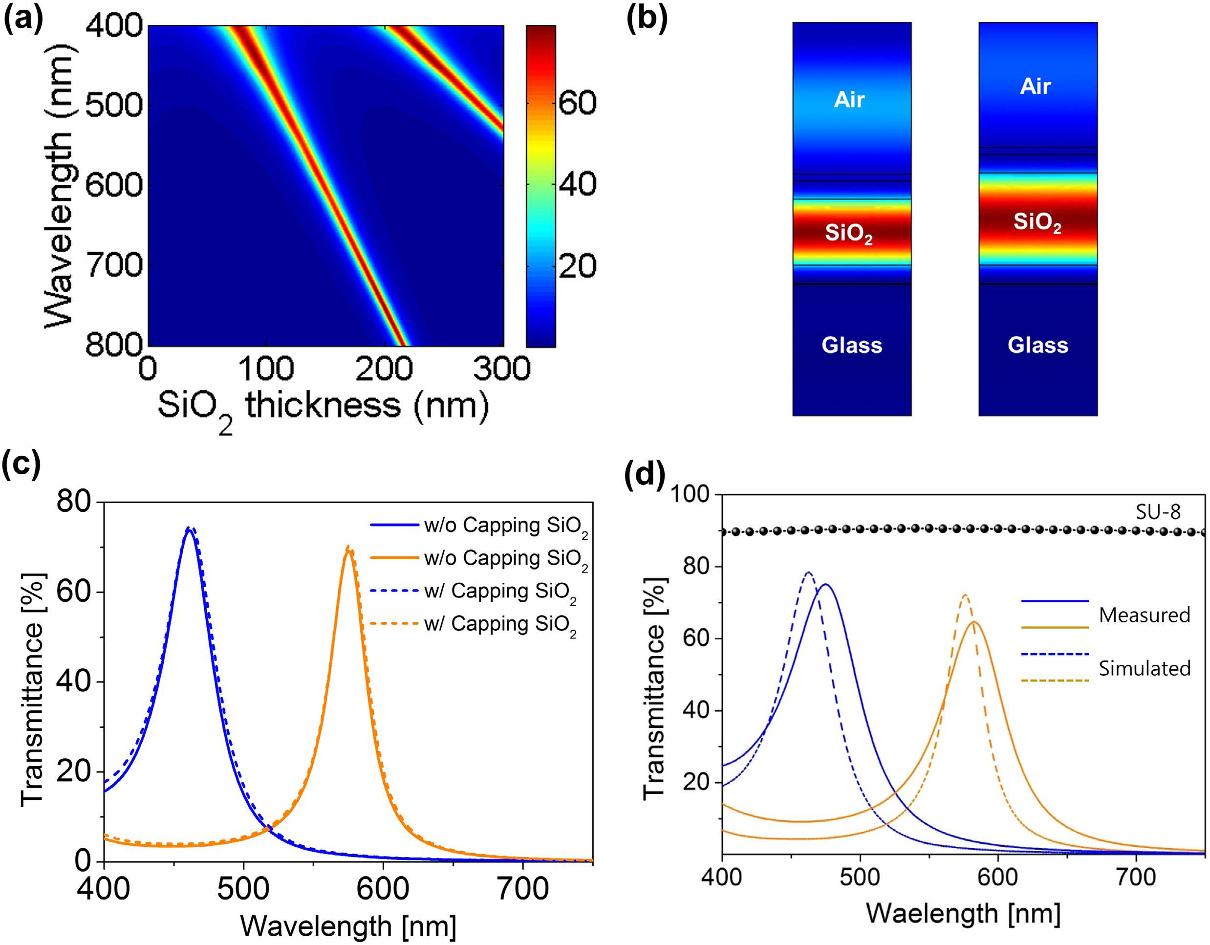 (a)
Wavelength (nm)
400
500
600
700
800
0 100 200 300
SiO2 thickness (nm)
60
40
20
(b)
Air
SiO2
Glass
Air
SiO2
Glass
(c)
Transmittance [%]
80
60
40
20
0
400 500 600 700
Wavelength [nm]
w/o Capping SiO2
w/o Capping SiO2
w/ Capping SiO2
w/ Capping SiO2
(d)
Transmittance [%]
100
80
60
40
20
400 500 600 700
Waelength [nm]
SU-8
Measured
Simulated